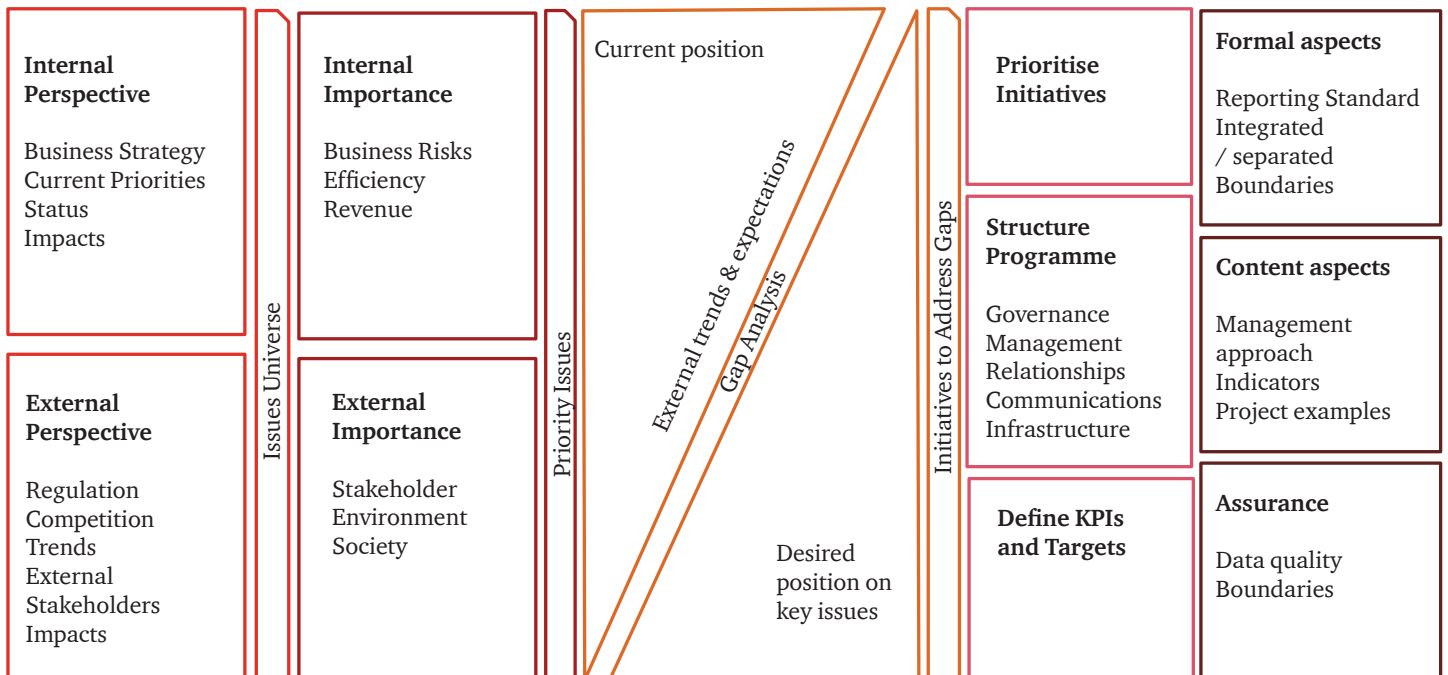 Internal
Perspective
Business Strategy
Current Priorities
Status
Impacts
External
Perspective
Regulation
Competition
Trends
External
Stakeholders
Impacts
Issues Universe
Internal
Importance
Business Risks
Efficiency
Revenue
External
Importance
Stakeholder
Environment
Society
Priority Issues
Current position
External trends & expectations
Gap Analysis
Desired
position on
key issues
Initiatives to Address Gaps
Prioritise
Initiatives
Structure
Programme
Governance
Management
Relationships
Communications
Infrastructure
Define KPIs
and Targets
Formal aspects
Reporting Standard
Integrated
/ separated
Boundaries
Content aspects
Management
approach
Indicators
Project examples
Assurance
Data quality
Boundaries